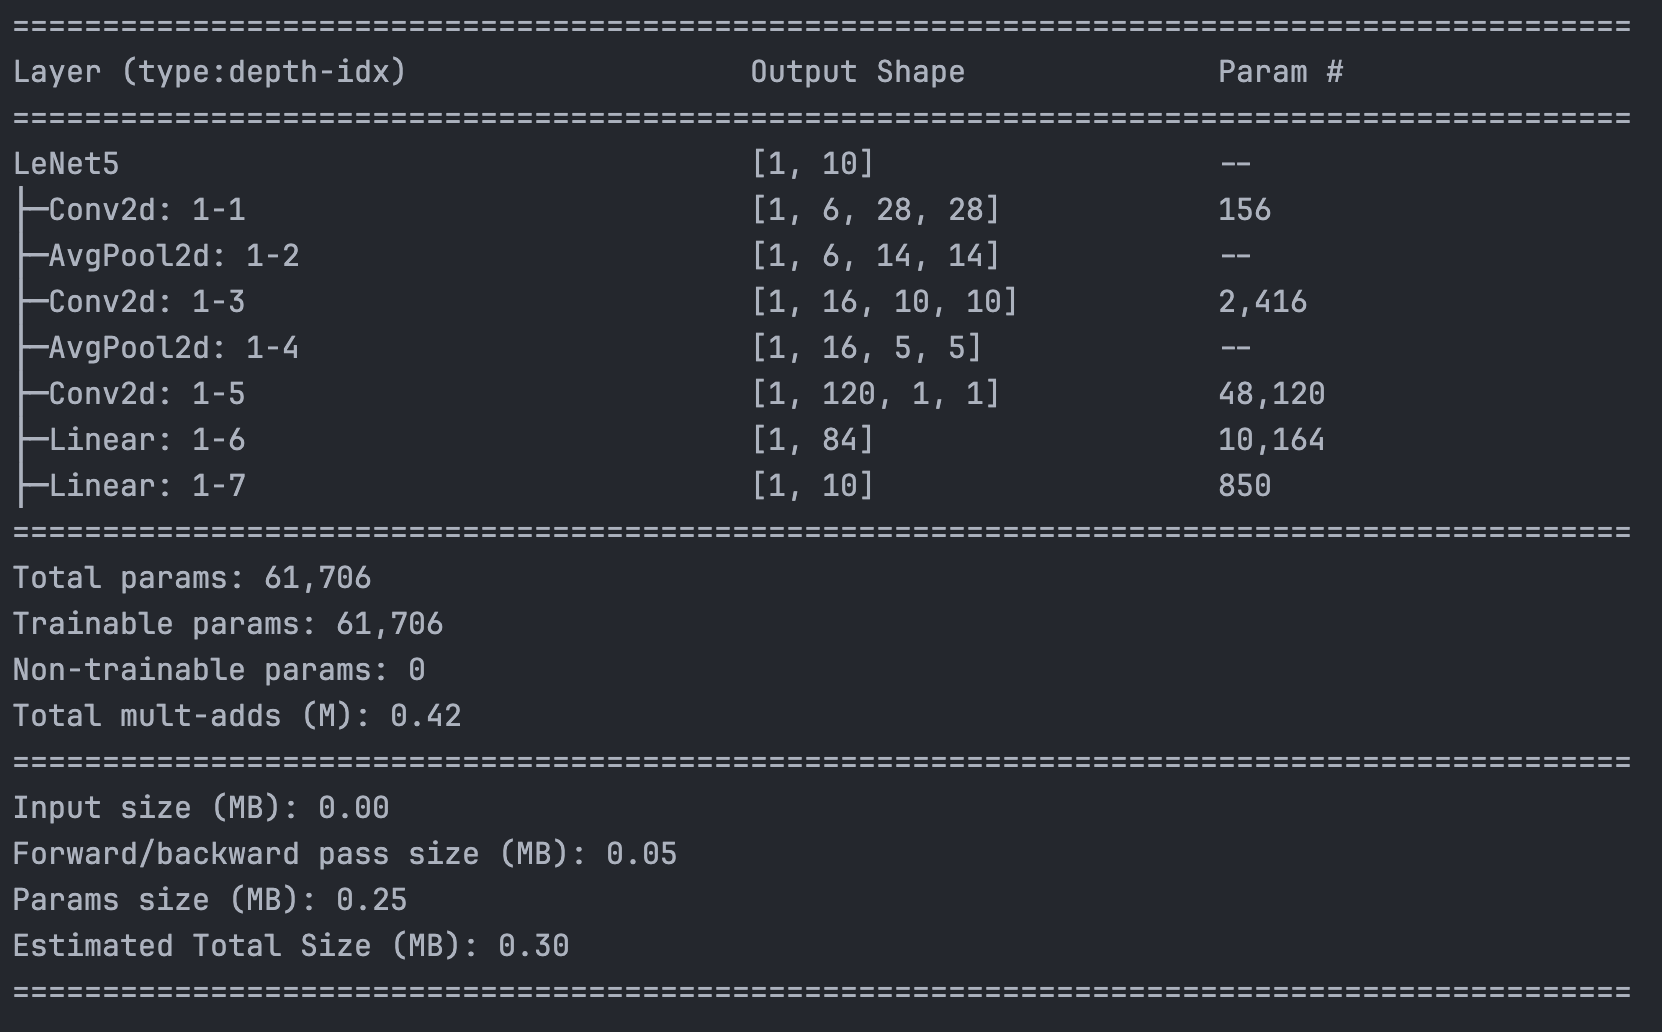 ==========================================================================================
Layer (type:depth-idx)                   Output Shape              Param #
==========================================================================================
LeNet5                                   [1, 10]                   --
├─Conv2d: 1-1                            [1, 6, 28, 28]            156
├─AvgPool2d: 1-2                         [1, 6, 14, 14]            --
├─Conv2d: 1-3                            [1, 16, 10, 10]           2,416
├─AvgPool2d: 1-4                         [1, 16, 5, 5]             --
├─Conv2d: 1-5                            [1, 120, 1, 1]            48,120
├─Linear: 1-6                            [1, 84]                   10,164
├─Linear: 1-7                            [1, 10]                   850
==========================================================================================
Total params: 61,706
Trainable params: 61,706
Non-trainable params: 0
Total mult-adds (M): 0.42
==========================================================================================
Input size (MB): 0.00
Forward/backward pass size (MB): 0.05
Params size (MB): 0.25
Estimated Total Size (MB): 0.30
==========================================================================================